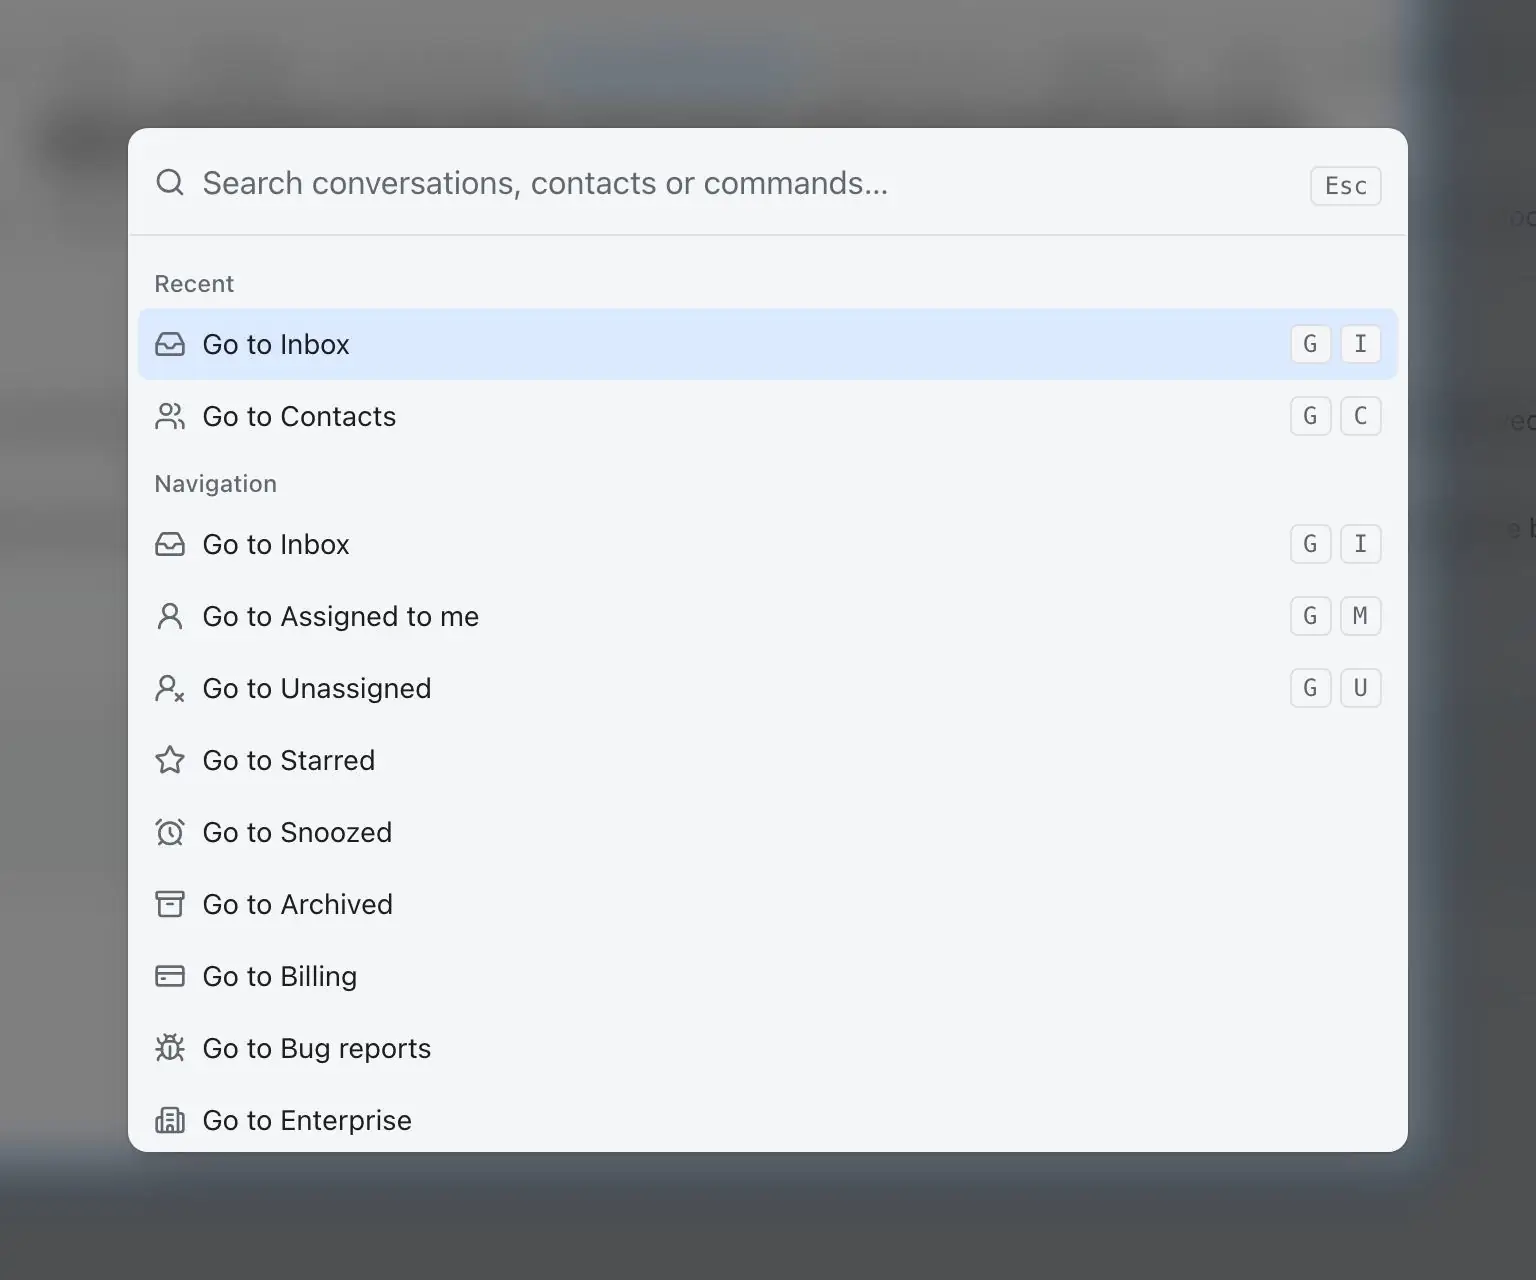 Search conversations, contacts or commands... Esc
Recent
Go to Inbox G I
Go to Contacts G C
Navigation
Go to Inbox G I
Go to Assigned to me G M
Go to Unassigned G U
Go to Starred
Go to Snoozed
Go to Archived
Go to Billing
Go to Bug reports
Go to Enterprise